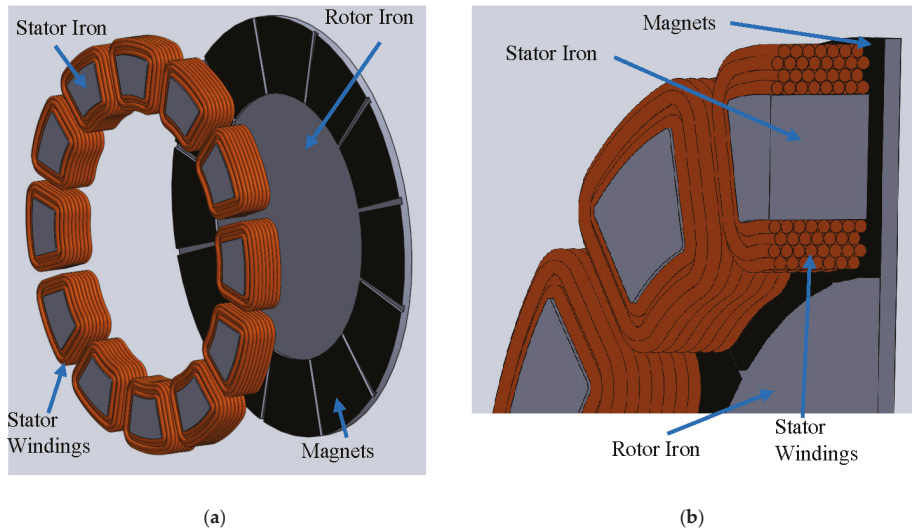 Stator Iron
Rotor Iron
Stator
Windings
Magnets
(a)
Magnets
Stator Iron
Rotor Iron
Stator
Windings
(b)